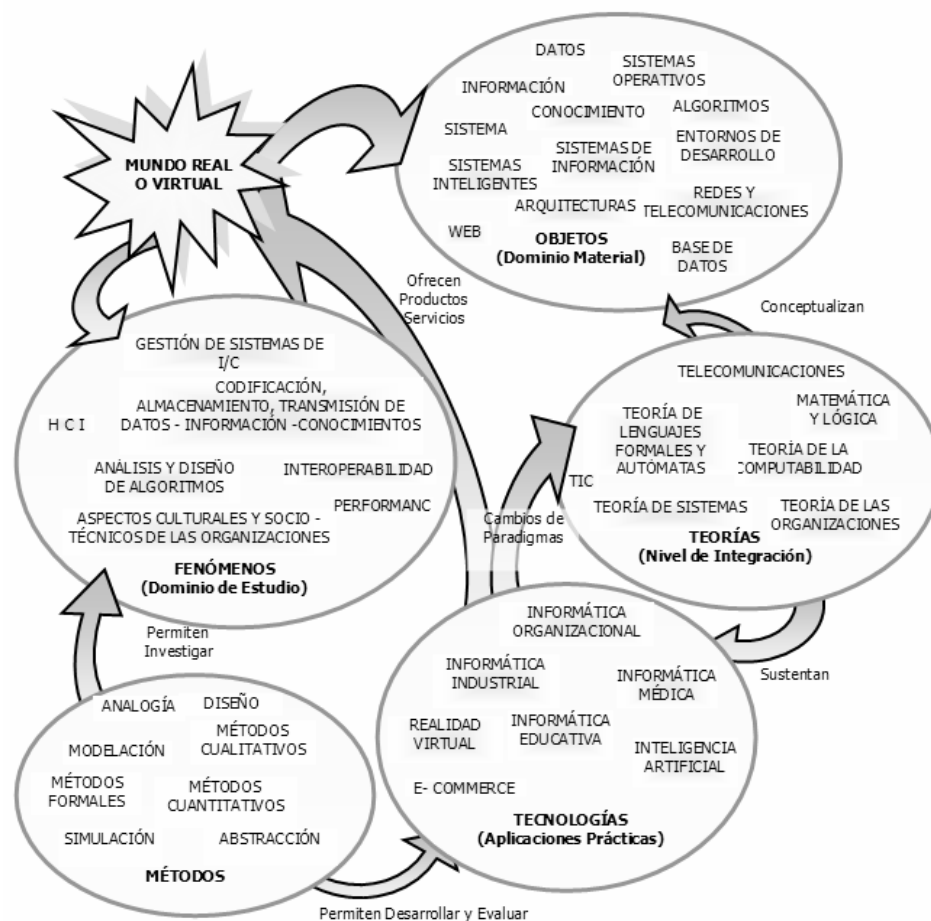 DATOS
SISTEMAS
OPERATIVOS
INFORMACIÓN
CONOCIMIENTO
ALGORITMOS
SISTEMA
SISTEMAS DE
INFORMACIÓN
ENTORNOS DE
DESARROLLO
SISTEMAS
INTELIGENTES
ARQUITECTURAS
REDES Y
TELECOMUNICACIONES
WEB
OBJETOS
(Dominio Material)
BASE DE
DATOS
MUNDO REAL
O VIRTUAL
Ofrecen
Productos
Servicios
Conceptualizan
GESTIÓN DE SISTEMAS DE
I/C
CODIFICACIÓN,
ALMACENAMIENTO, TRANSMISIÓN DE
DATOS - INFORMACIÓN -CONOCIMIENTOS
H C I
ANÁLISIS Y DISEÑO
DE ALGORITMOS
INTEROPERABILIDAD
PERFORMANC
ASPECTOS CULTURALES Y SOCIO -
TÉCNICOS DE LAS ORGANIZACIONES
FENÓMENOS
(Dominio de Estudio)
TELECOMUNICACIONES
MATEMÁTICA
Y LÓGICA
TEORÍA DE
LENGUAJES
FORMALES Y
AUTÓMATAS
TEORÍA DE LA
COMPUTABILIDAD
TIC
TEORÍA DE SISTEMAS
TEORÍA DE LAS
ORGANIZACIONES
TEORÍAS
(Nivel de Integración)
Cambios de
Paradigmas
Permiten
Investigar
Sustentan
INFORMÁTICA
ORGANIZACIONAL
INFORMÁTICA
INDUSTRIAL
INFORMÁTICA
MÉDICA
REALIDAD
VIRTUAL
INFORMÁTICA
EDUCATIVA
INTELIGENCIA
ARTIFICIAL
E- COMMERCE
TECNOLOGÍAS
(Aplicaciones Prácticas)
ANALOGÍA
DISEÑO
MODELACIÓN
MÉTODOS
CUALITATIVOS
MÉTODOS
FORMALES
MÉTODOS
CUANTITATIVOS
SIMULACIÓN
ABSTRACCIÓN
MÉTODOS
Permiten Desarrollar y Evaluar